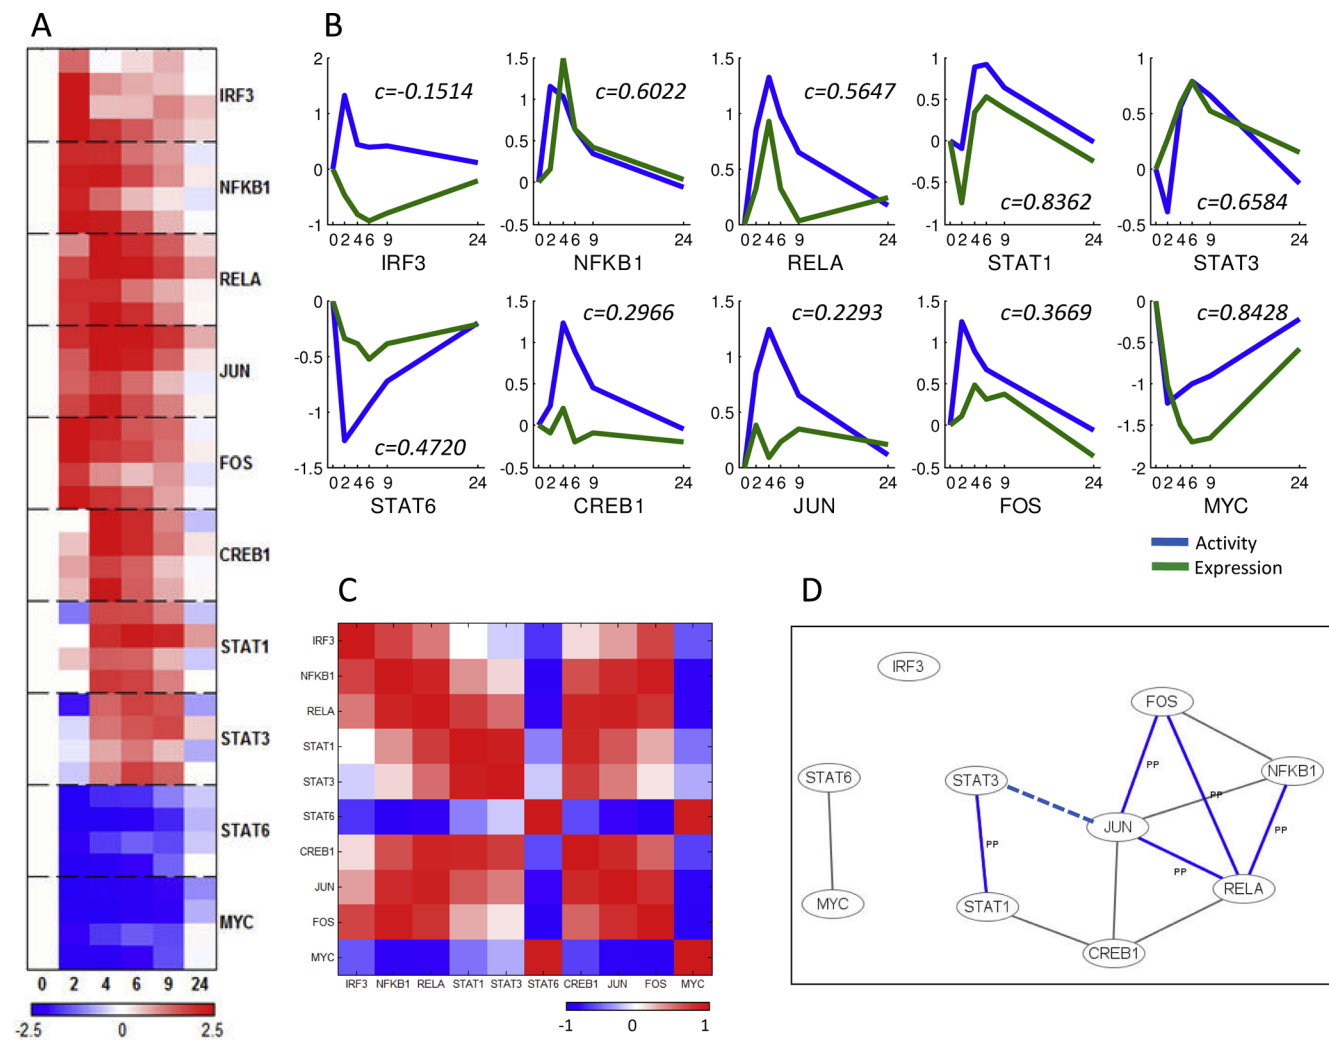 A
IRF3
NFKB1
RELA
JUN
FOS
CREB1
STAT1
STAT3
STAT6
MYC
0 2 4 6 9 24
-2.5 0 2.5
B
2
1
0
-1
c=-0.1514
0 2 4 6 9 24
IRF3
1.5
1
0.5
0
-0.5
c=0.6022
0 2 4 6 9 24
NFKB1
1.5
1
0.5
0
c=0.5647
0 2 4 6 9 24
RELA
1
0.5
0
-0.5
-1
c=0.8362
0 2 4 6 9 24
STAT1
1
0.5
0
-0.5
c=0.6584
0 2 4 6 9 24
STAT3
0
-0.5
-1
-1.5
c=0.4720
0 2 4 6 9 24
STAT6
1.5
1
0.5
0
-0.5
c=0.2966
0 2 4 6 9 24
CREB1
1.5
1
0.5
0
c=0.2293
0 2 4 6 9 24
JUN
1.5
1
0.5
0
-0.5
c=0.3669
0 2 4 6 9 24
FOS
0
-0.5
-1
-1.5
-2
c=0.8428
0 2 4 6 9 24
MYC
Activity
Expression
C
IRF3
NFKB1
RELA
STAT1
STAT3
STAT6
CREB1
JUN
FOS
MYC
IRF3 NFKB1 RELA STAT1 STAT3 STAT6 CREB1 JUN FOS MYC
-1 0 1
D
IRF3
FOS
STAT6
STAT3
NFKB1
PP
PP
JUN
PP
PP
PP
RELA
MYC
STAT1
CREB1